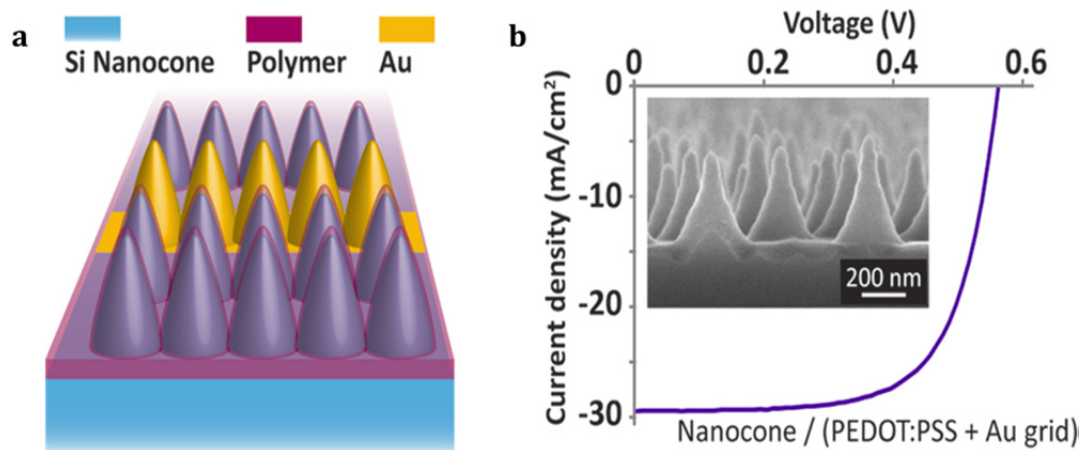 a
Si Nanocone Polymer Au
b
Voltage (V)
0 0.2 0.4 0.6
Current density (mA/cm²)
0
-10
-20
-30
200 nm
Nanocone / (PEDOT:PSS + Au grid)